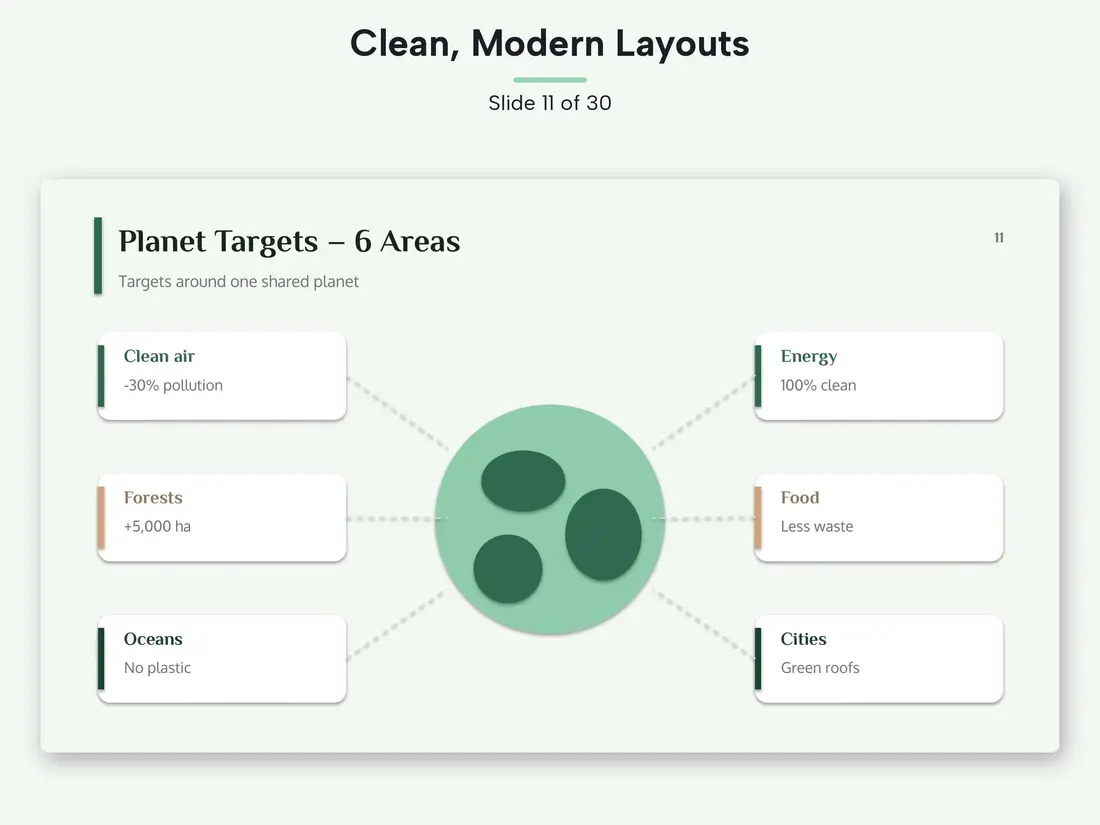 Clean, Modern Layouts
Slide 11 of 30
Planet Targets – 6 Areas
11
Targets around one shared planet
Clean air
-30% pollution
Energy
100% clean
Forests
+5,000 ha
Food
Less waste
Oceans
No plastic
Cities
Green roofs